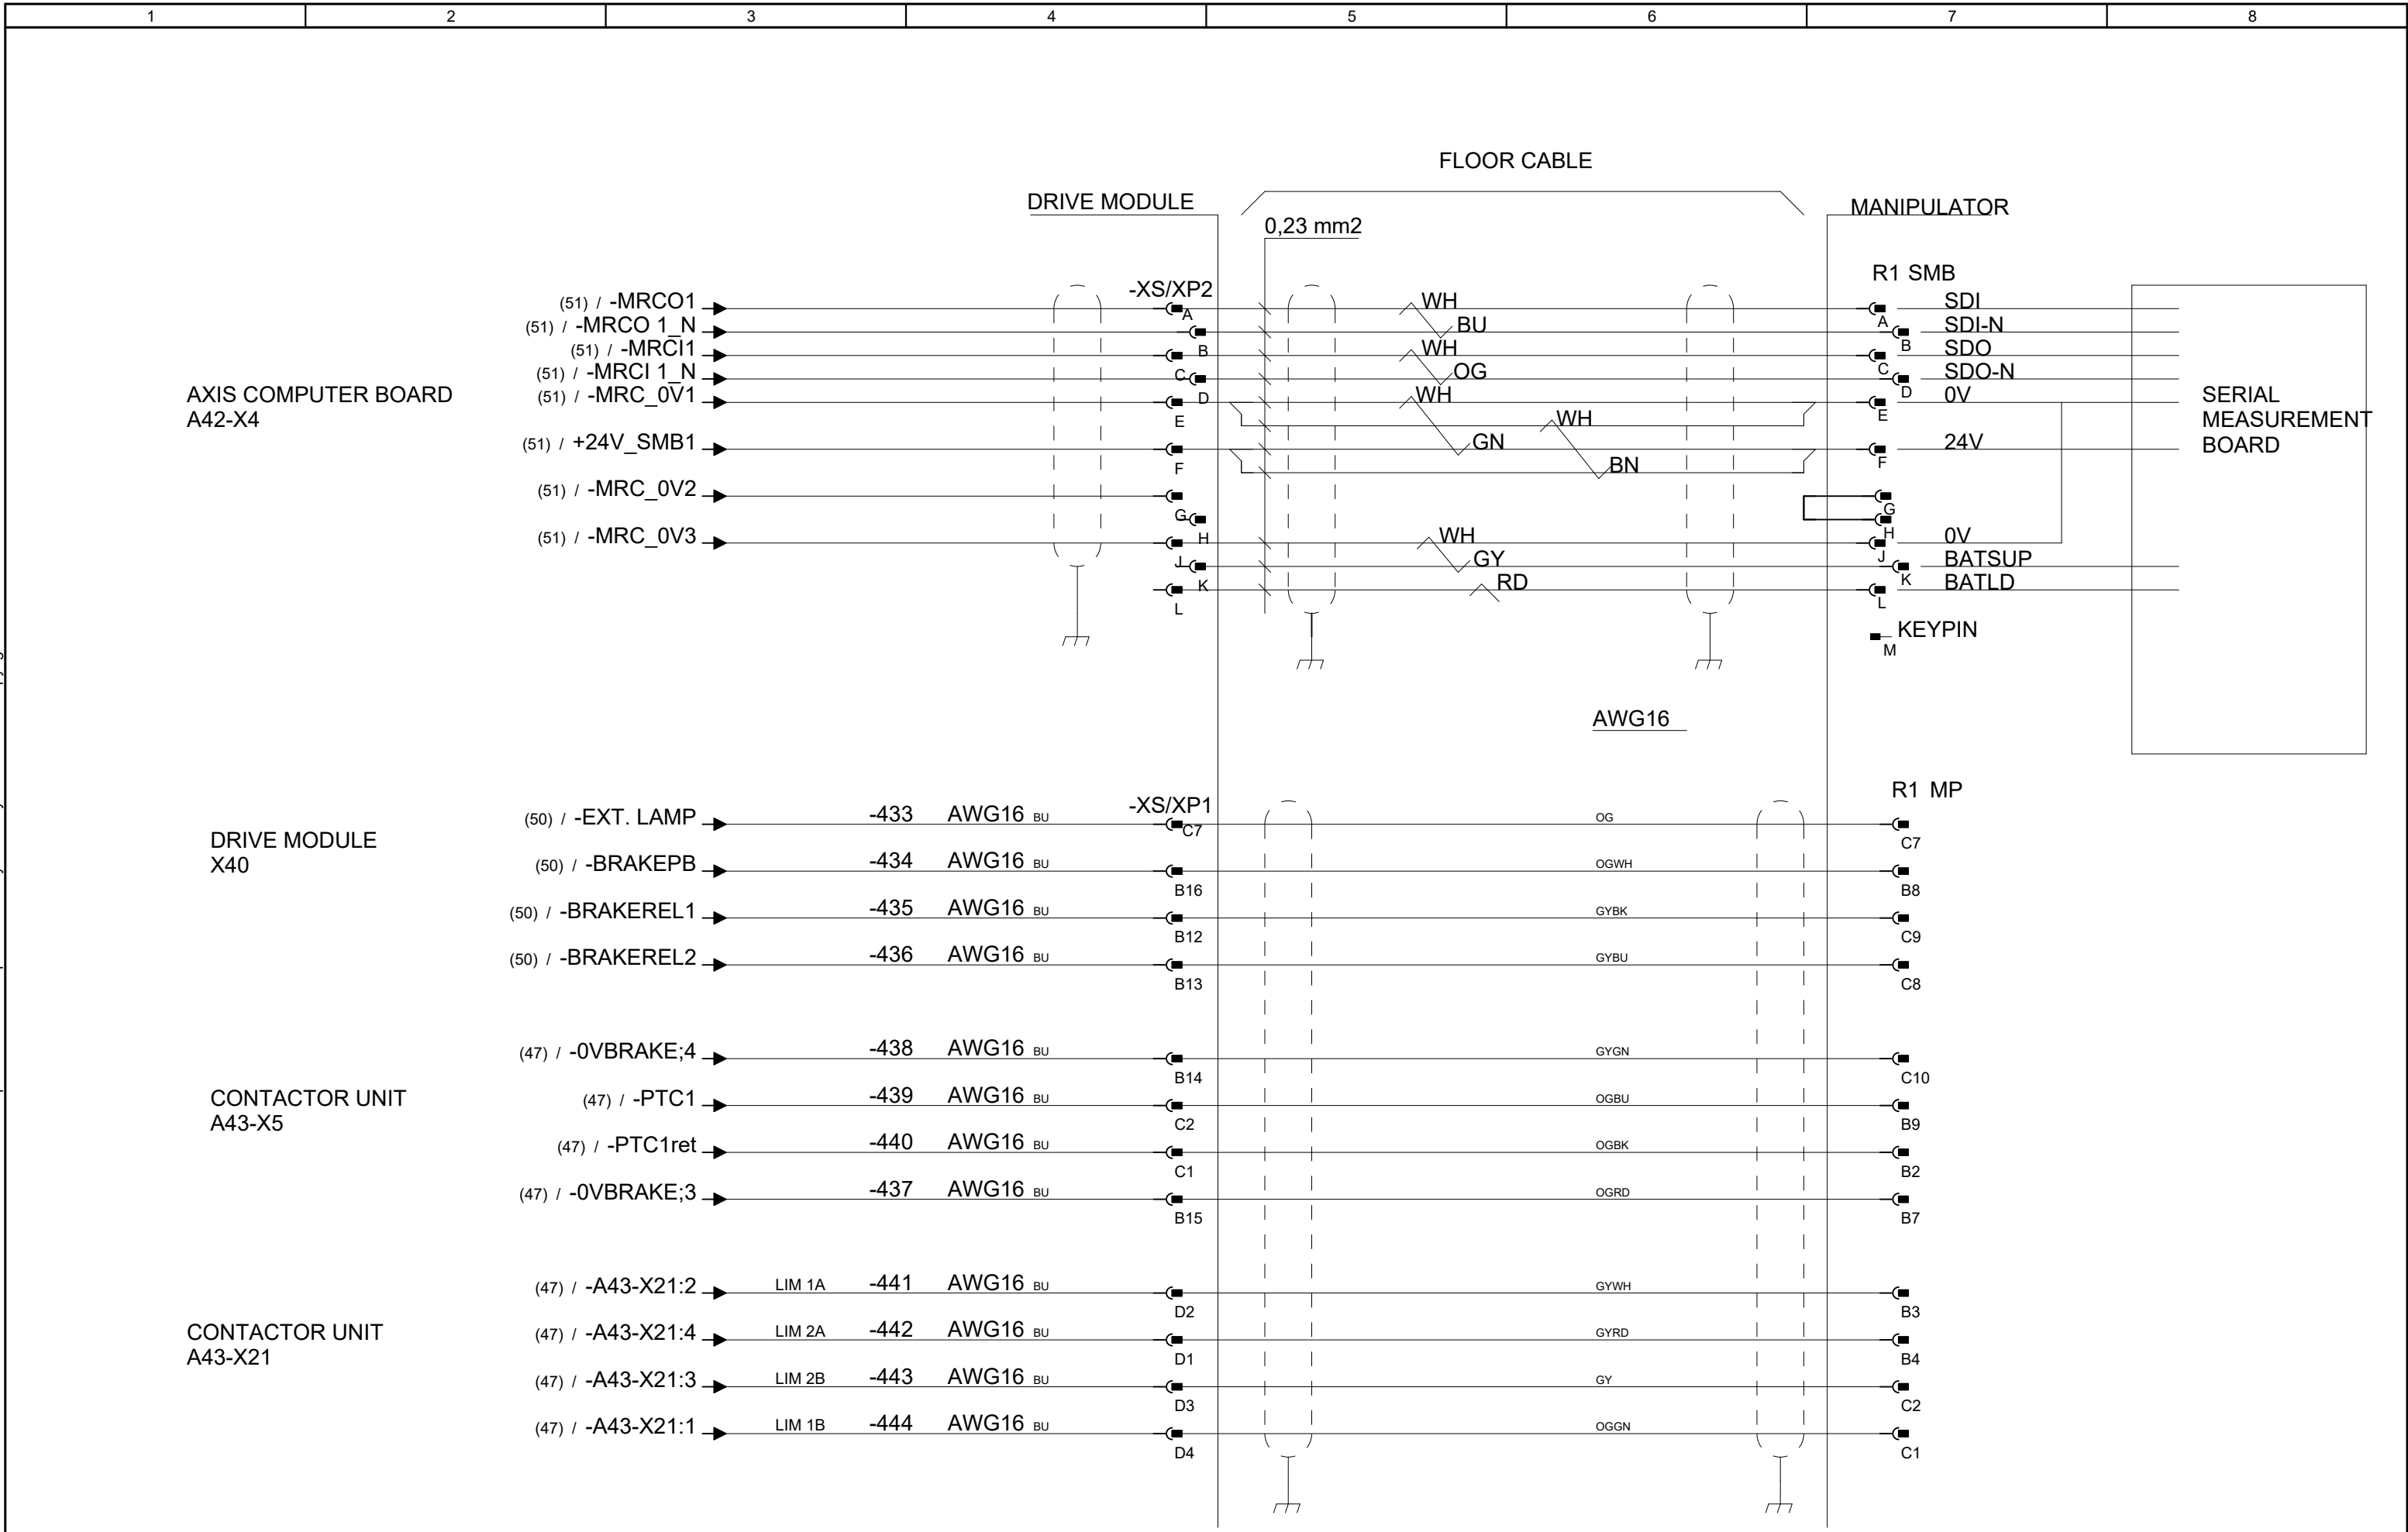 1 2 3 4 5 6 7 8
FLOOR CABLE
DRIVE MODULE
MANIPULATOR
0,23 mm2
R1 SMB
-XS/XP2
(51) / -MRCO1 A WH A SDI
(51) / -MRCO 1_N B BU B SDI-N
(51) / -MRCI1 C WH C SDO
(51) / -MRCI 1_N D OG D SDO-N
AXIS COMPUTER BOARD
A42-X4
(51) / -MRC_0V1 E WH E 0V
WH
(51) / +24V_SMB1 F GN F 24V
BN
SERIAL
MEASUREMENT
BOARD
(51) / -MRC_0V2 G G
H H
(51) / -MRC_0V3 J WH J 0V
K GY K BATSUP
L RD L BATLD
KEYPIN
M
AWG16
-XS/XP1
R1 MP
DRIVE MODULE
X40
(50) / -EXT. LAMP -433 AWG16 BU C7 OG C7
(50) / -BRAKEPB -434 AWG16 BU B16 OGWH B8
(50) / -BRAKEREL1 -435 AWG16 BU B12 GYBK C9
(50) / -BRAKEREL2 -436 AWG16 BU B13 GYBU C8
CONTACTOR UNIT
A43-X5
(47) / -0VBRAKE;4 -438 AWG16 BU B14 GYGN C10
(47) / -PTC1 -439 AWG16 BU C2 OGBU B9
(47) / -PTC1ret -440 AWG16 BU C1 OGBK B2
(47) / -0VBRAKE;3 -437 AWG16 BU B15 OGRD B7
CONTACTOR UNIT
A43-X21
(47) / -A43-X21:2 LIM 1A -441 AWG16 BU D2 GYWH B3
(47) / -A43-X21:4 LIM 2A -442 AWG16 BU D1 GYRD B4
(47) / -A43-X21:3 LIM 2B -443 AWG16 BU D3 GY C2
(47) / -A43-X21:1 LIM 1B -444 AWG16 BU D4 OGGN C1